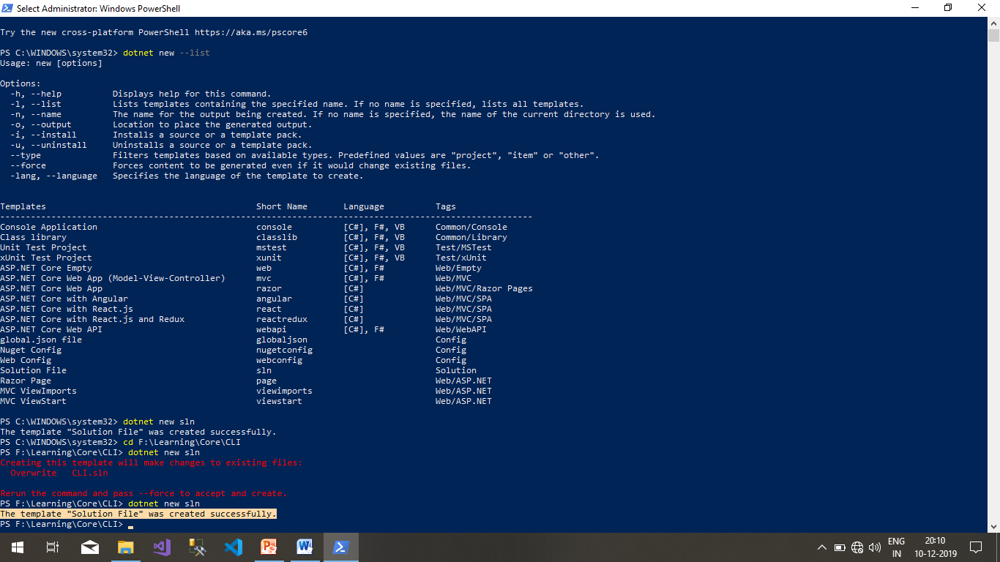 Select Administrator: Windows PowerShell
Try the new cross-platform PowerShell https://aka.ms/pscore6
PS C:\WINDOWS\system32> dotnet new --list
Usage: new [options]
Options:
-h, --help Displays help for this command.
-l, --list Lists templates containing the specified name. If no name is specified, lists all templates.
-n, --name The name for the output being created. If no name is specified, the name of the current directory is used.
-o, --output Location to place the generated output.
-i, --install Installs a source or a template pack.
-u, --uninstall Uninstalls a source or a template pack.
--type Filters templates based on available types. Predefined values are "project", "item" or "other".
--force Forces content to be generated even if it would change existing files.
-lang, --language Specifies the language of the template to create.
Templates Short Name Language Tags
--------------------------------------------------------------------------------------------------------
Console Application console [C#], F#, VB Common/Console
Class library classlib [C#], F#, VB Common/Library
Unit Test Project mstest [C#], F#, VB Test/MSTest
xUnit Test Project xunit [C#], F#, VB Test/xUnit
ASP.NET Core Empty web [C#], F# Web/Empty
ASP.NET Core Web App (Model-View-Controller) mvc [C#], F# Web/MVC
ASP.NET Core Web App razor [C#] Web/MVC/Razor Pages
ASP.NET Core with Angular angular [C#] Web/MVC/SPA
ASP.NET Core with React.js react [C#] Web/MVC/SPA
ASP.NET Core with React.js and Redux reactredux [C#] Web/MVC/SPA
ASP.NET Core Web API webapi [C#], F# Web/WebAPI
global.json file globaljson Config
Nuget Config nugetconfig Config
Web Config webconfig Config
Solution File sln Solution
Razor Page page Web/ASP.NET
MVC ViewImports viewimports Web/ASP.NET
MVC ViewStart viewstart Web/ASP.NET
PS C:\WINDOWS\system32> dotnet new sln
The template "Solution File" was created successfully.
PS C:\WINDOWS\system32> cd F:\Learning\Core\CLI
PS F:\Learning\Core\CLI> dotnet new sln
Creating this template will make changes to existing files:
Overwrite CLI.sln
Rerun the command and pass --force to accept and create.
PS F:\Learning\Core\CLI> dotnet new sln
The template "Solution File" was created successfully.
PS F:\Learning\Core\CLI>
ENG 20:10
IN 10-12-2019